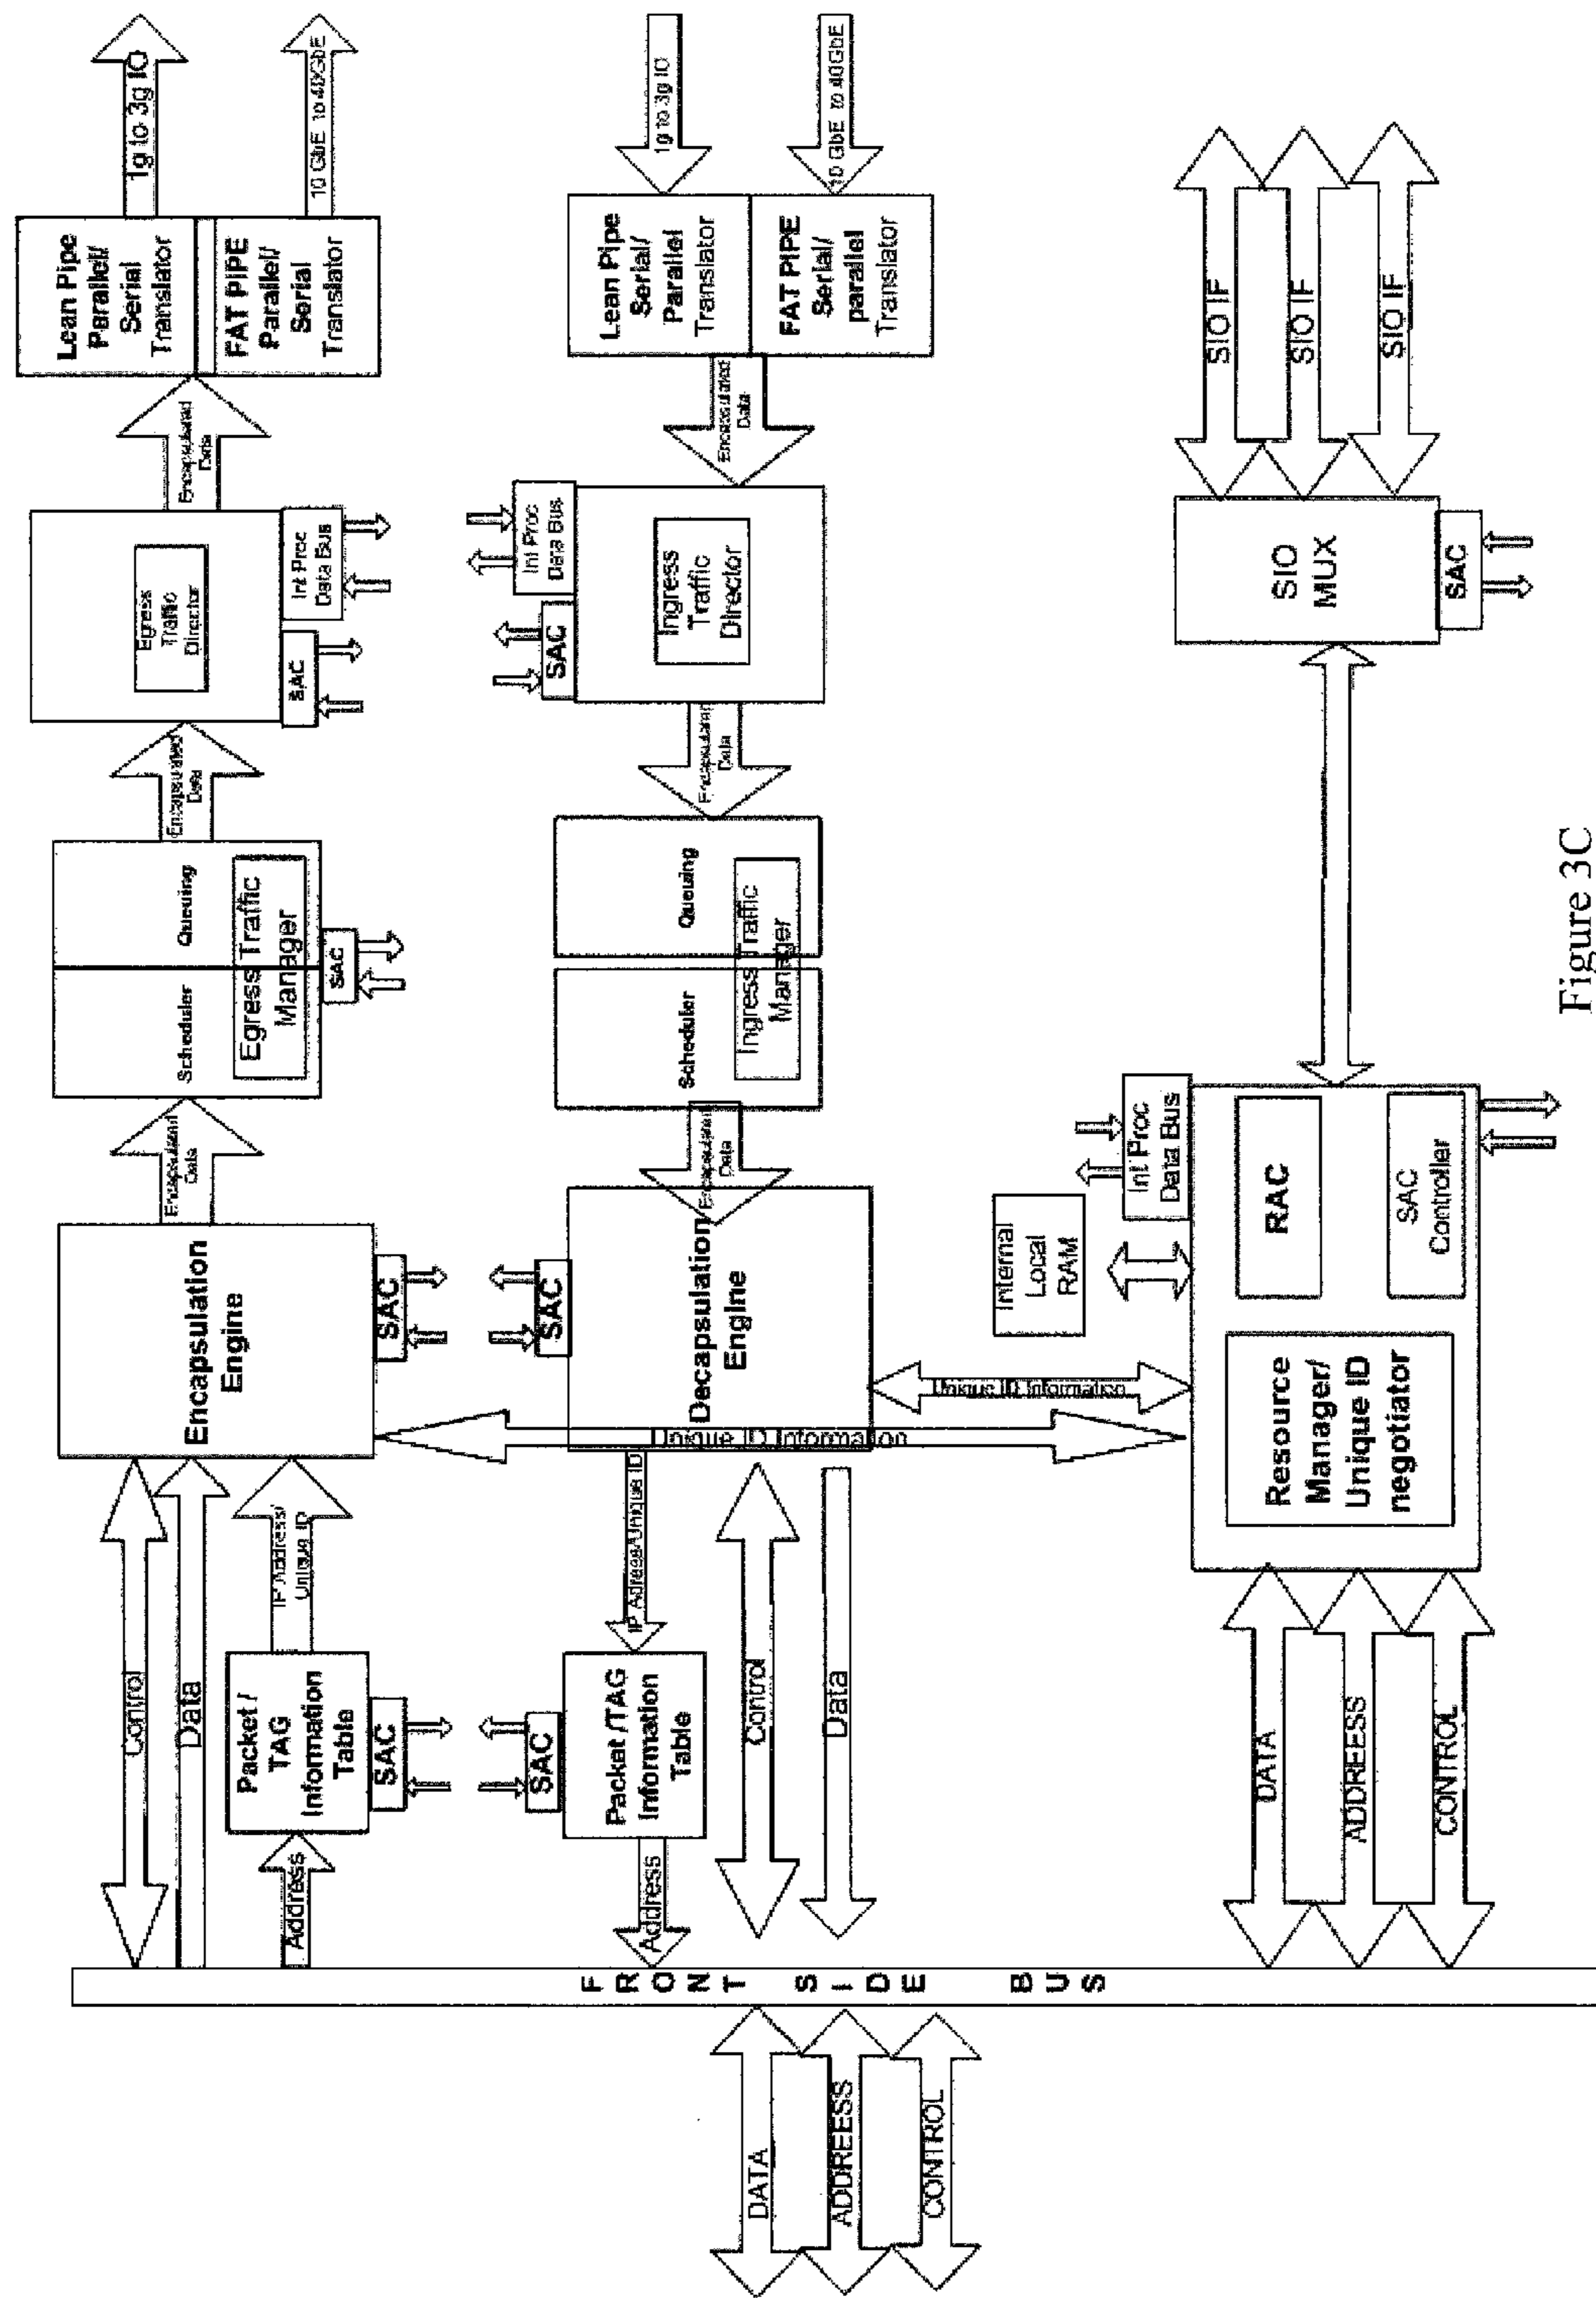 1g to 3g IO
10 GbE to 40GbE
Lean Pipe
Parallel/
Serial
Translator
FAT PIPE
Parallel/
Serial
Translator
Encapsulated
Data
Egress
Traffic
Director
Int Proc
Data Bus
SAC
Encapsulated
Data
Queuing
Scheduler
Egress Traffic
Manager
SAC
Encapsulated
Data
Encapsulation
Engine
SAC
Control
Data
IP Address/
Unique ID
Packet /
TAG
Information
Table
SAC
Address
1g to 3g IO
10 GbE to 40GbE
Lean Pipe
Serial/
Parallel
Translator
FAT PIPE
Serial/
parallel
Translator
Encapsulated
Data
Int Proc
Data Bus
SAC
Ingress
Traffic
Director
Encapsulated
Data
Queuing
Scheduler
Ingress Traffic
Manager
Encapsulated
Data
SAC
Decapsulation
Engine
Unique ID Information
Unique ID Information
IP Adress/Unique ID
SAC
Packet /TAG
Information
Table
Address
Control
Data
FRONT SIDE BUS
DATA
ADDREESS
CONTROL
SIO IF
SIO IF
SIO IF
SIO
MUX
SAC
Int Proc
Data Bus
Internal
Local
RAM
RAC
SAC
Controller
Resource
Manager/
Unique ID
negotiator
DATA
ADDREESS
CONTROL
Figure 3C